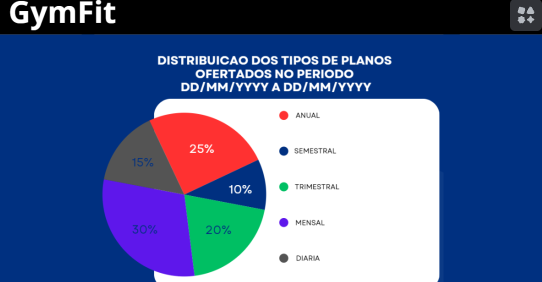 GymFit
DISTRIBUICAO DOS TIPOS DE PLANOS
OFERTADOS NO PERIODO
DD/MM/YYYY A DD/MM/YYYY
ANUAL
25%
SEMESTRAL
15%
10%
TRIMESTRAL
MENSAL
30%
20%
DIARIA